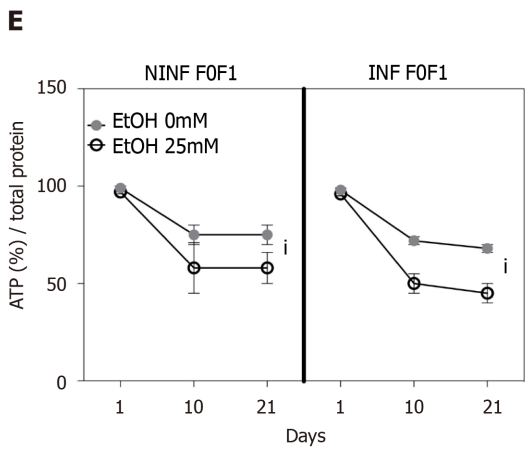 E
NINF F0F1
INF F0F1
150
100
50
0
ATP (%) / total protein
EtOH 0mM
EtOH 25mM
i
i
1 10 21 1 10 21
Days